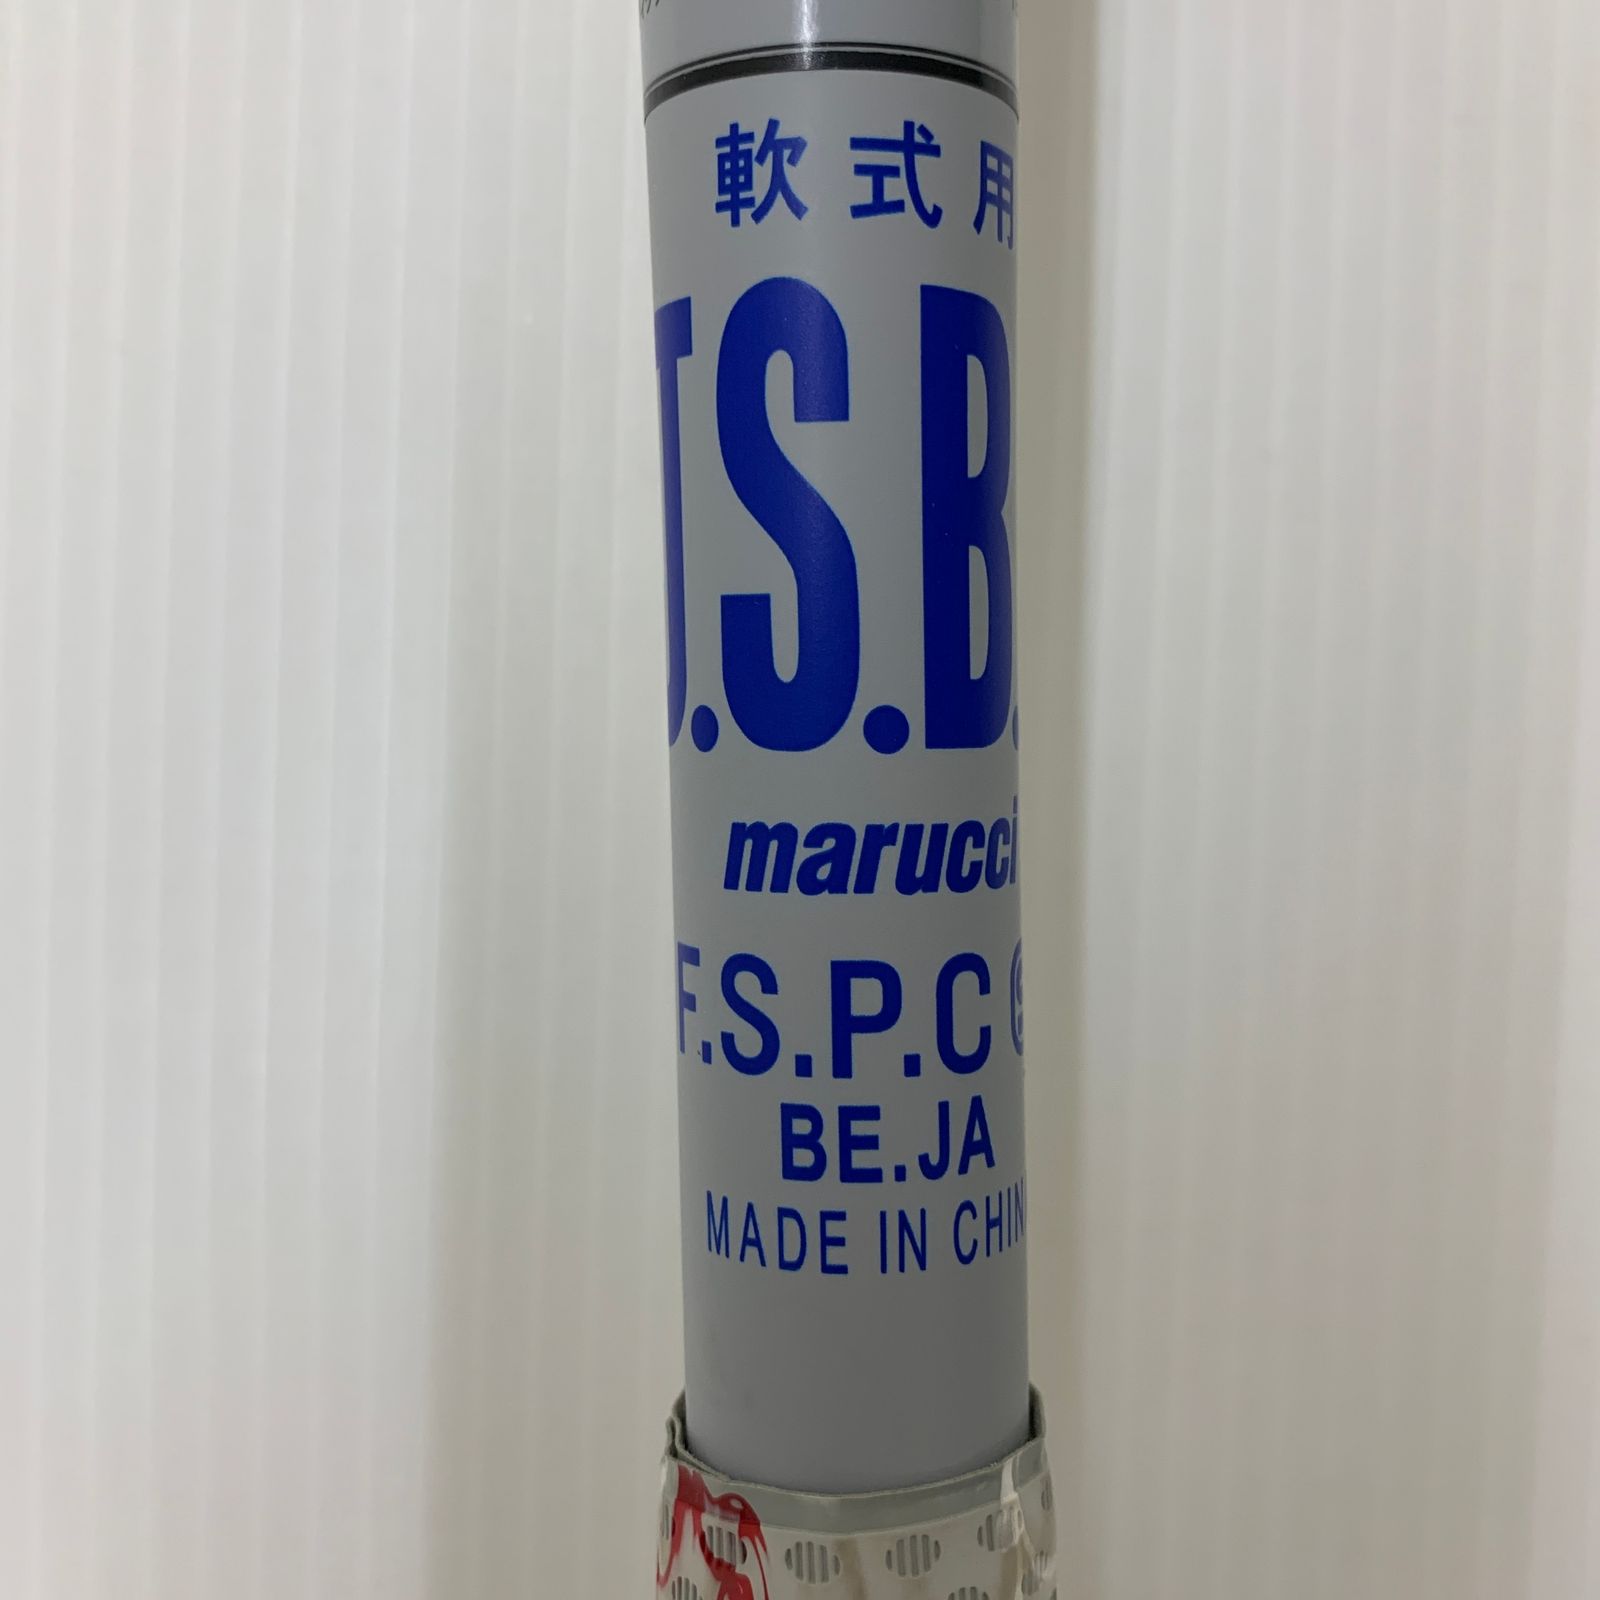 軟式用
J.S.B.
marucci
F.S.P.C
BE.JA
MADE IN CHIN